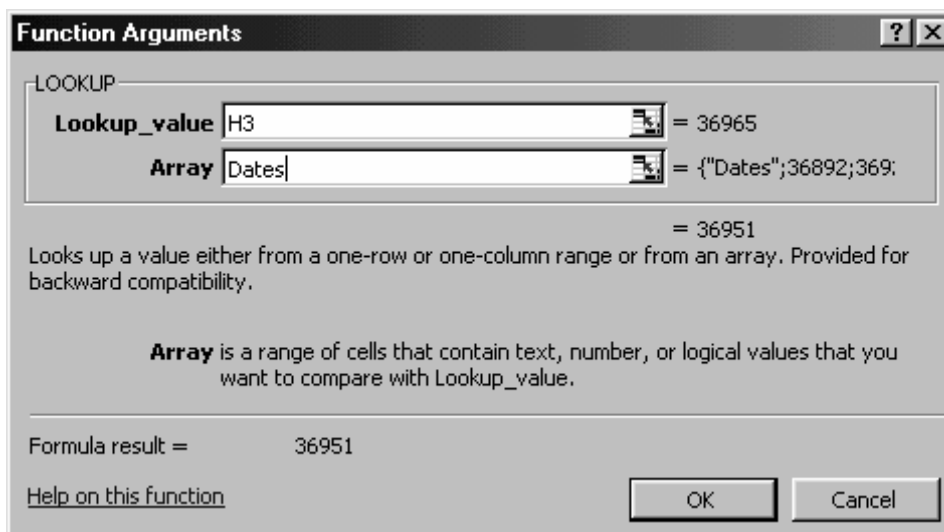 Function Arguments
LOOKUP
Lookup_value H3 = 36965
Array Dates = {"Dates";36892;369
= 36951
Looks up a value either from a one-row or one-column range or from an array. Provided for
backward compatibility.
Array is a range of cells that contain text, number, or logical values that you
want to compare with Lookup_value.
Formula result = 36951
Help on this function OK Cancel